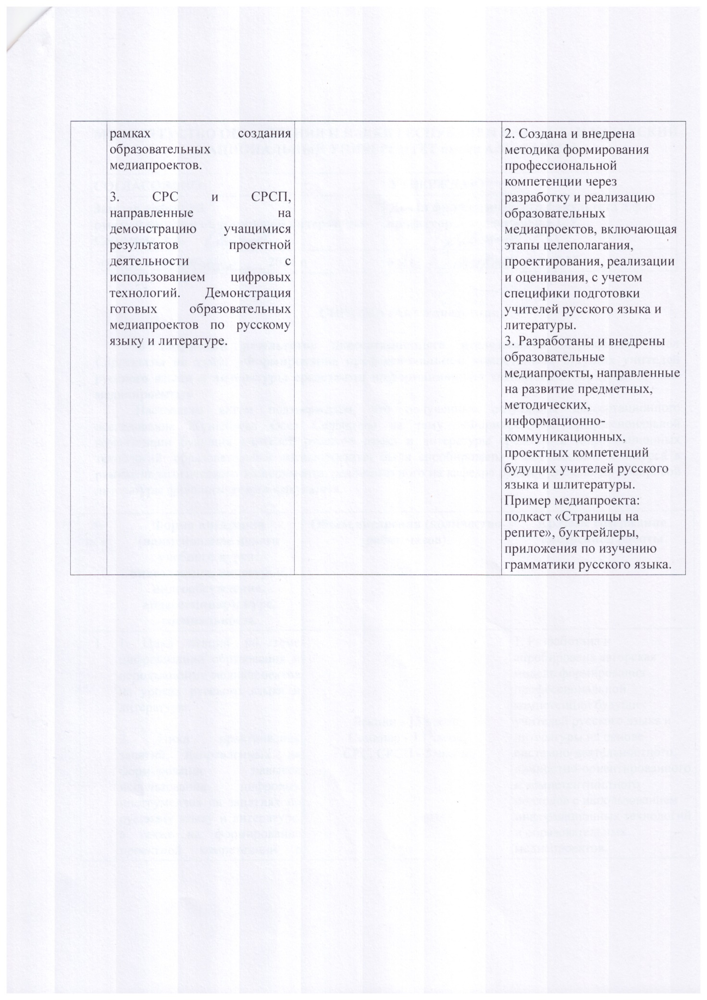 рамках создания
образовательных
медиапроектов.
3. СРС и СРСП,
направленные на
демонстрацию учащимися
результатов проектной
деятельности с
использованием цифровых
технологий. Демонстрация
готовых образовательных
медиапроектов по русскому
языку и литературе.
2. Создана и внедрена
методика формирования
профессиональной
компетенции через
разработку и реализацию
образовательных
медиапроектов, включающая
этапы целеполагания,
проектирования, реализации
и оценивания, с учетом
специфики подготовки
учителей русского языка и
литературы.
3. Разработаны и внедрены
образовательные
медиапроекты, направленные
на развитие предметных,
методических,
информационно-
коммуникационных,
проектных компетенций
будущих учителей русского
языка и шлитературы.
Пример медиапроекта:
подкаст «Страницы на
репите», буктрейлеры,
приложения по изучению
грамматики русского языка.